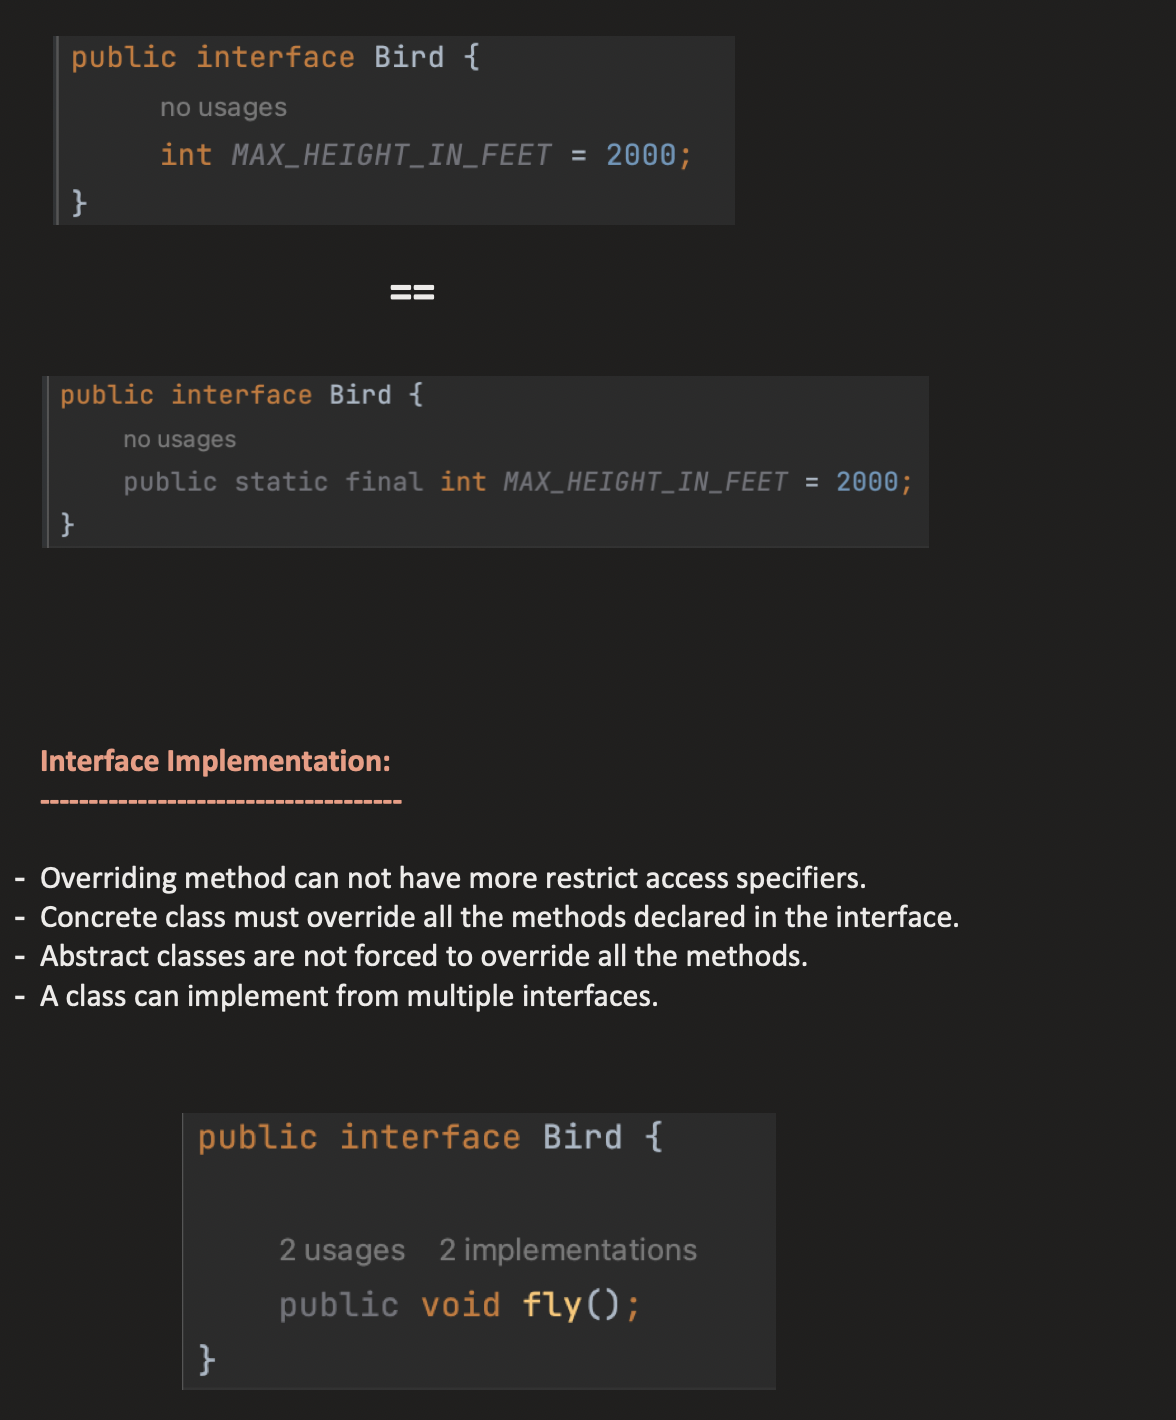 public interface Bird {
no usages
int MAX_HEIGHT_IN_FEET = 2000;
}
==
public interface Bird {
no usages
public static final int MAX_HEIGHT_IN_FEET = 2000;
}
Interface Implementation:
-------------------------------------
- Overriding method can not have more restrict access specifiers.
- Concrete class must override all the methods declared in the interface.
- Abstract classes are not forced to override all the methods.
- A class can implement from multiple interfaces.
public interface Bird {
2 usages 2 implementations
public void fly();
}